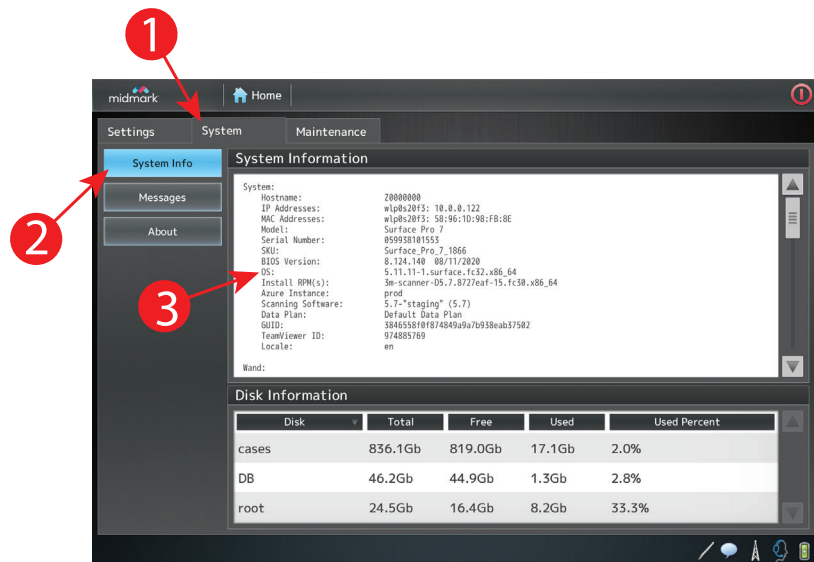 1
midmark
Home
Settings System Maintenance
System Info
Messages
About
2
3
System Information
System:
Hostname: Z0000000
IP Addresses: wlp0s20f3: 10.0.0.122
MAC Addresses: wlp0s20f3: 58:96:1D:98:FB:8E
Model: Surface Pro 7
Serial Number: 059938101553
SKU: Surface_Pro_7_1866
BIOS Version: 8.124.140 08/11/2020
OS: 5.11.11-1.surface.fc32.x86_64
Install RPM(s): 3m-scanner-D5.7.8727eaf-15.fc30.x86_64
Azure Instance: prod
Scanning Software: 5.7-"staging" (5.7)
Data Plan: Default Data Plan
GUID: 3846558f0f874849a9a7b938eab37502
TeamViewer ID: 974885769
Locale: en
Wand:
Disk Information
Disk Total Free Used Used Percent
cases 836.1Gb 819.0Gb 17.1Gb 2.0%
DB 46.2Gb 44.9Gb 1.3Gb 2.8%
root 24.5Gb 16.4Gb 8.2Gb 33.3%